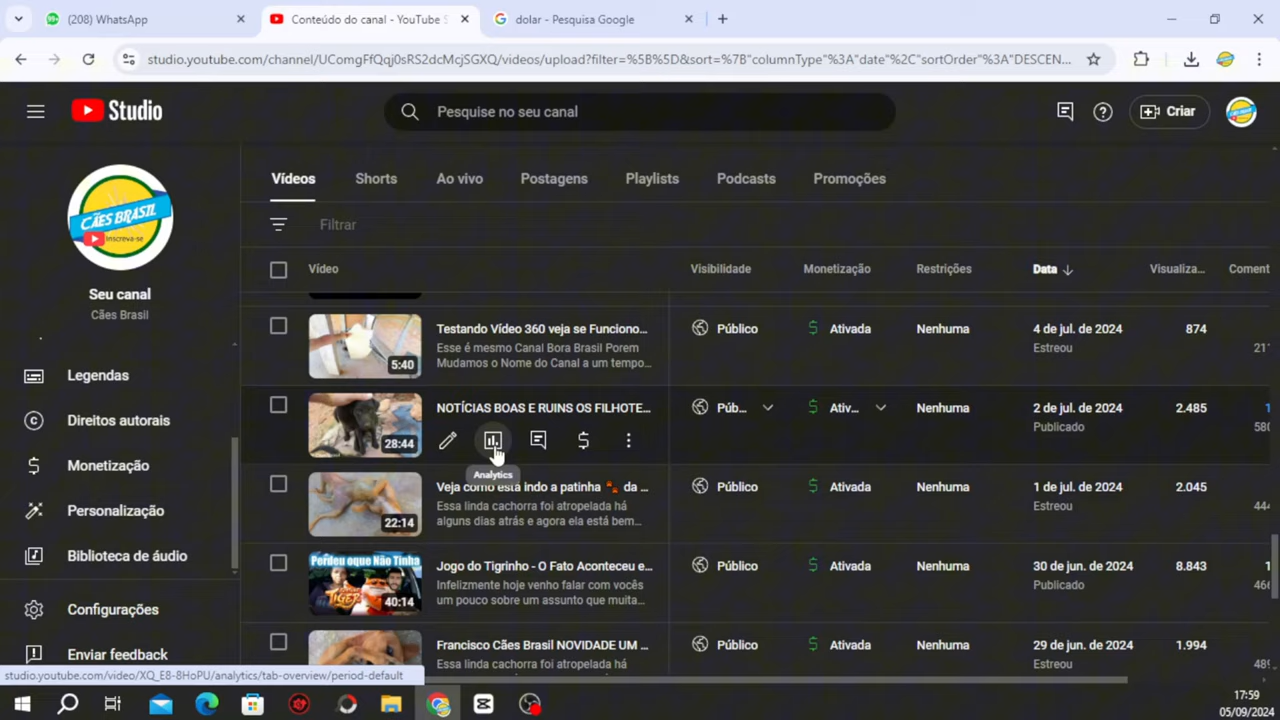 (208) WhatsApp
Conteúdo do canal - YouTube S
dolar - Pesquisa Google
studio.youtube.com/channel/UComgFfQqj0sRS2dcMcjSGXQ/videos/upload?filter=%5B%5D&sort=%7B"columnType"%3A"date"%2C"sortOrder"%3A"DESCEN...
Studio
Pesquise no seu canal
Criar
CÃES BRASIL
Inscreva-se
Seu canal
Cães Brasil
Legendas
Direitos autorais
Monetização
Personalização
Biblioteca de áudio
Configurações
Enviar feedback
Vídeos Shorts Ao vivo Postagens Playlists Podcasts Promoções
Filtrar
Vídeo Visibilidade Monetização Restrições Data Visualiza... Coment
5:40
Testando Vídeo 360 veja se Funciono...
Esse é mesmo Canal Bora Brasil Porem
Mudamos o Nome do Canal a um tempo...
Público Ativada Nenhuma 4 de jul. de 2024 874
Estreou 21
28:44
NOTÍCIAS BOAS E RUINS OS FILHOTE...
Púb... Ativ... Nenhuma 2 de jul. de 2024 2.485 1
Publicado 580
Analytics
22:14
Veja como está indo a patinha 🐾 da ...
Essa linda cachorra foi atropelada há
alguns dias atrás e agora ela está bem...
Público Ativada Nenhuma 1 de jul. de 2024 2.045
Estreou 444
Perdeu oque Não Tinha
TIGER
40:14
Jogo do Tigrinho - O Fato Aconteceu e...
Infelizmente hoje venho falar com vocês
um pouco sobre um assunto que muita...
Público Ativada Nenhuma 30 de jun. de 2024 8.843 1
Publicado 466
Francisco Cães Brasil NOVIDADE UM ...
Essa linda cachorra foi atropelada há
Público Ativada Nenhuma 29 de jun. de 2024 1.994
Estreou 489
studio.youtube.com/video/XQ_E8-8HoPU/analytics/tab-overview/period-default
17:59
05/09/2024